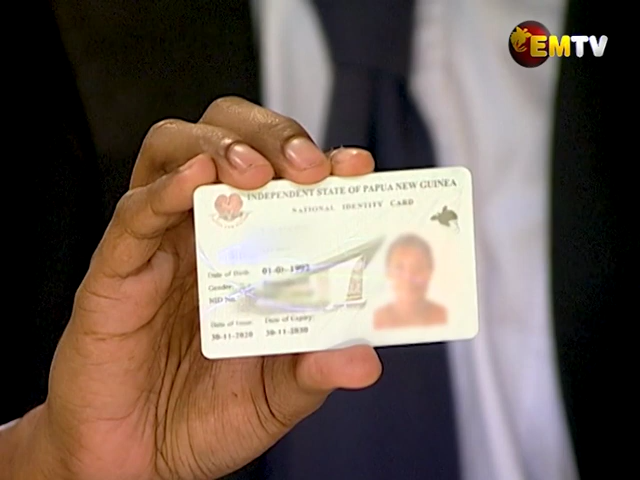 EMTV
INDEPENDENT STATE OF PAPUA NEW GUINEA
NATIONAL IDENTITY CARD
Date of Birth
Gender
NID No.
Date of Issue Date of Expiry
30-11-2020 30-11-2030